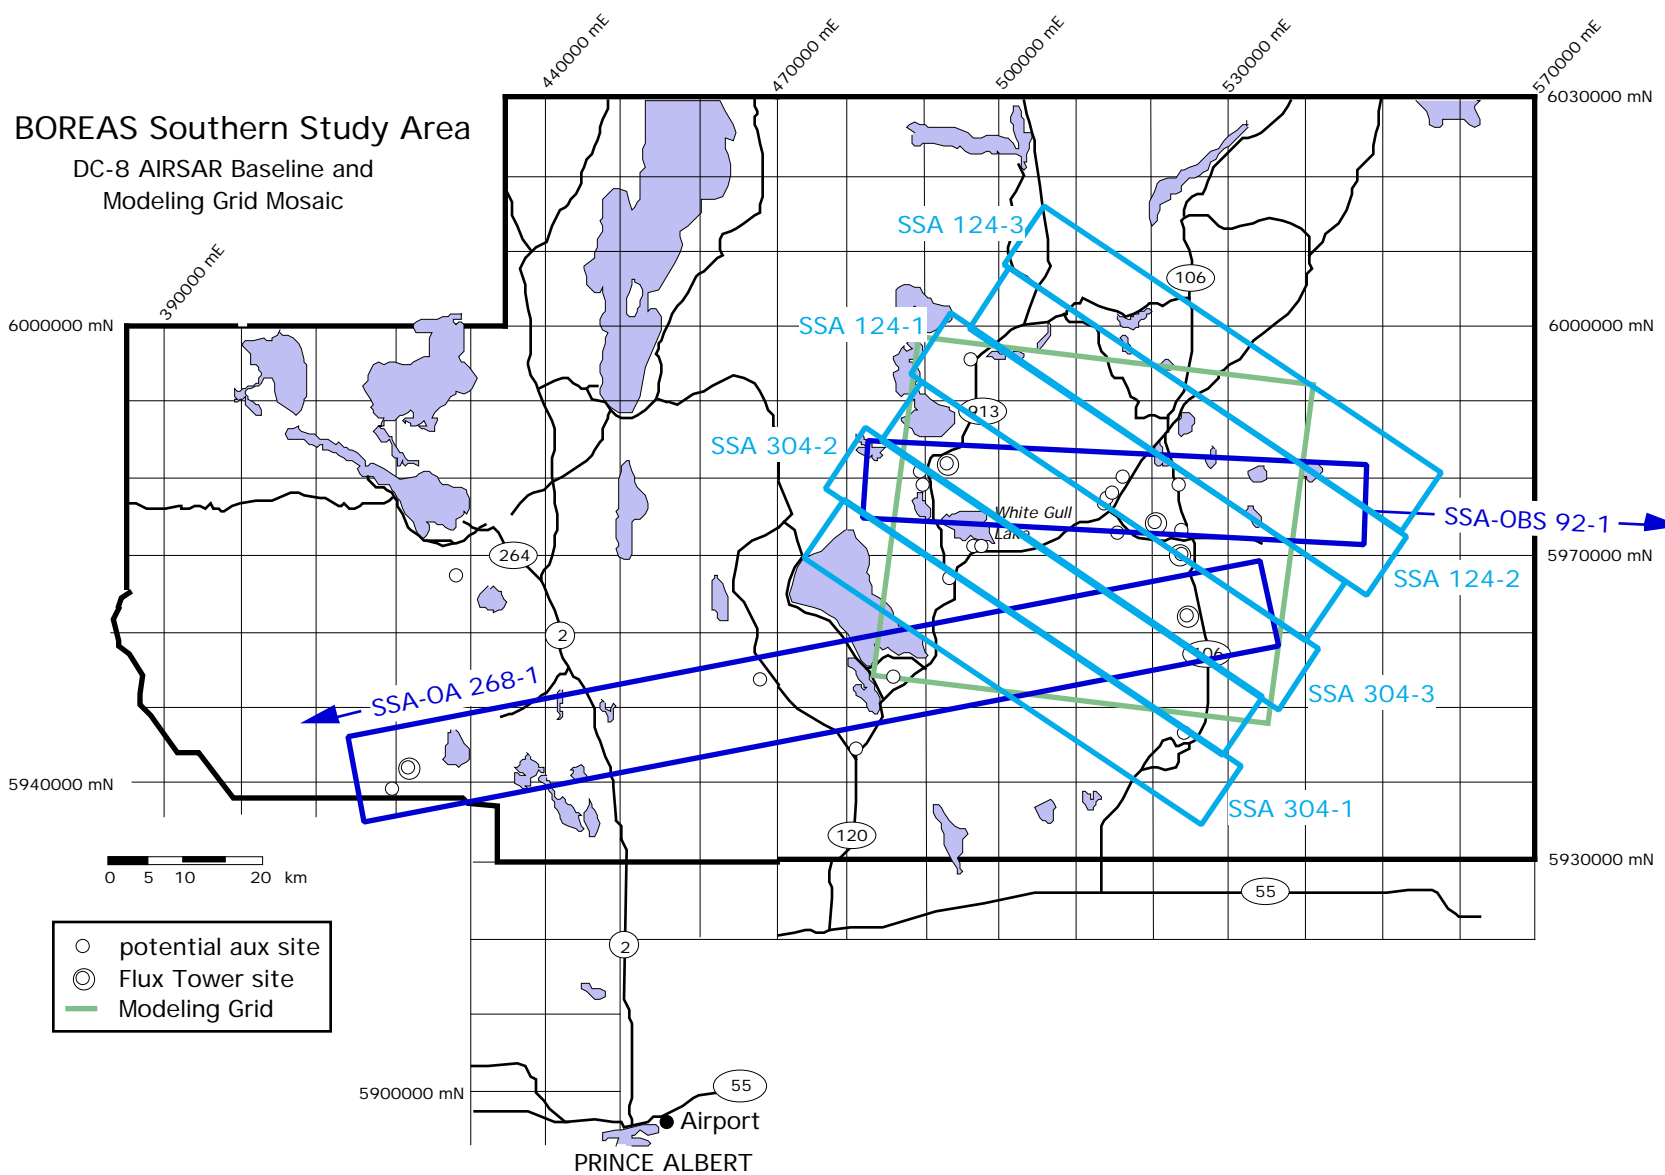 440000 mE
470000 mE
500000 mE
530000 mE
570000 mE
6030000 mN
BOREAS Southern Study Area
DC-8 AIRSAR Baseline and
Modeling Grid Mosaic
390000 mE
SSA 124-3
106
6000000 mN
SSA 124-1
6000000 mN
913
SSA 304-2
White Gull
Lake
SSA-OBS 92-1
264
5970000 mN
SSA 124-2
2
106
SSA-OA 268-1
SSA 304-3
5940000 mN
SSA 304-1
120
5930000 mN
0 5 10 20 km
55
potential aux site
Flux Tower site
Modeling Grid
2
5900000 mN
55
Airport
PRINCE ALBERT